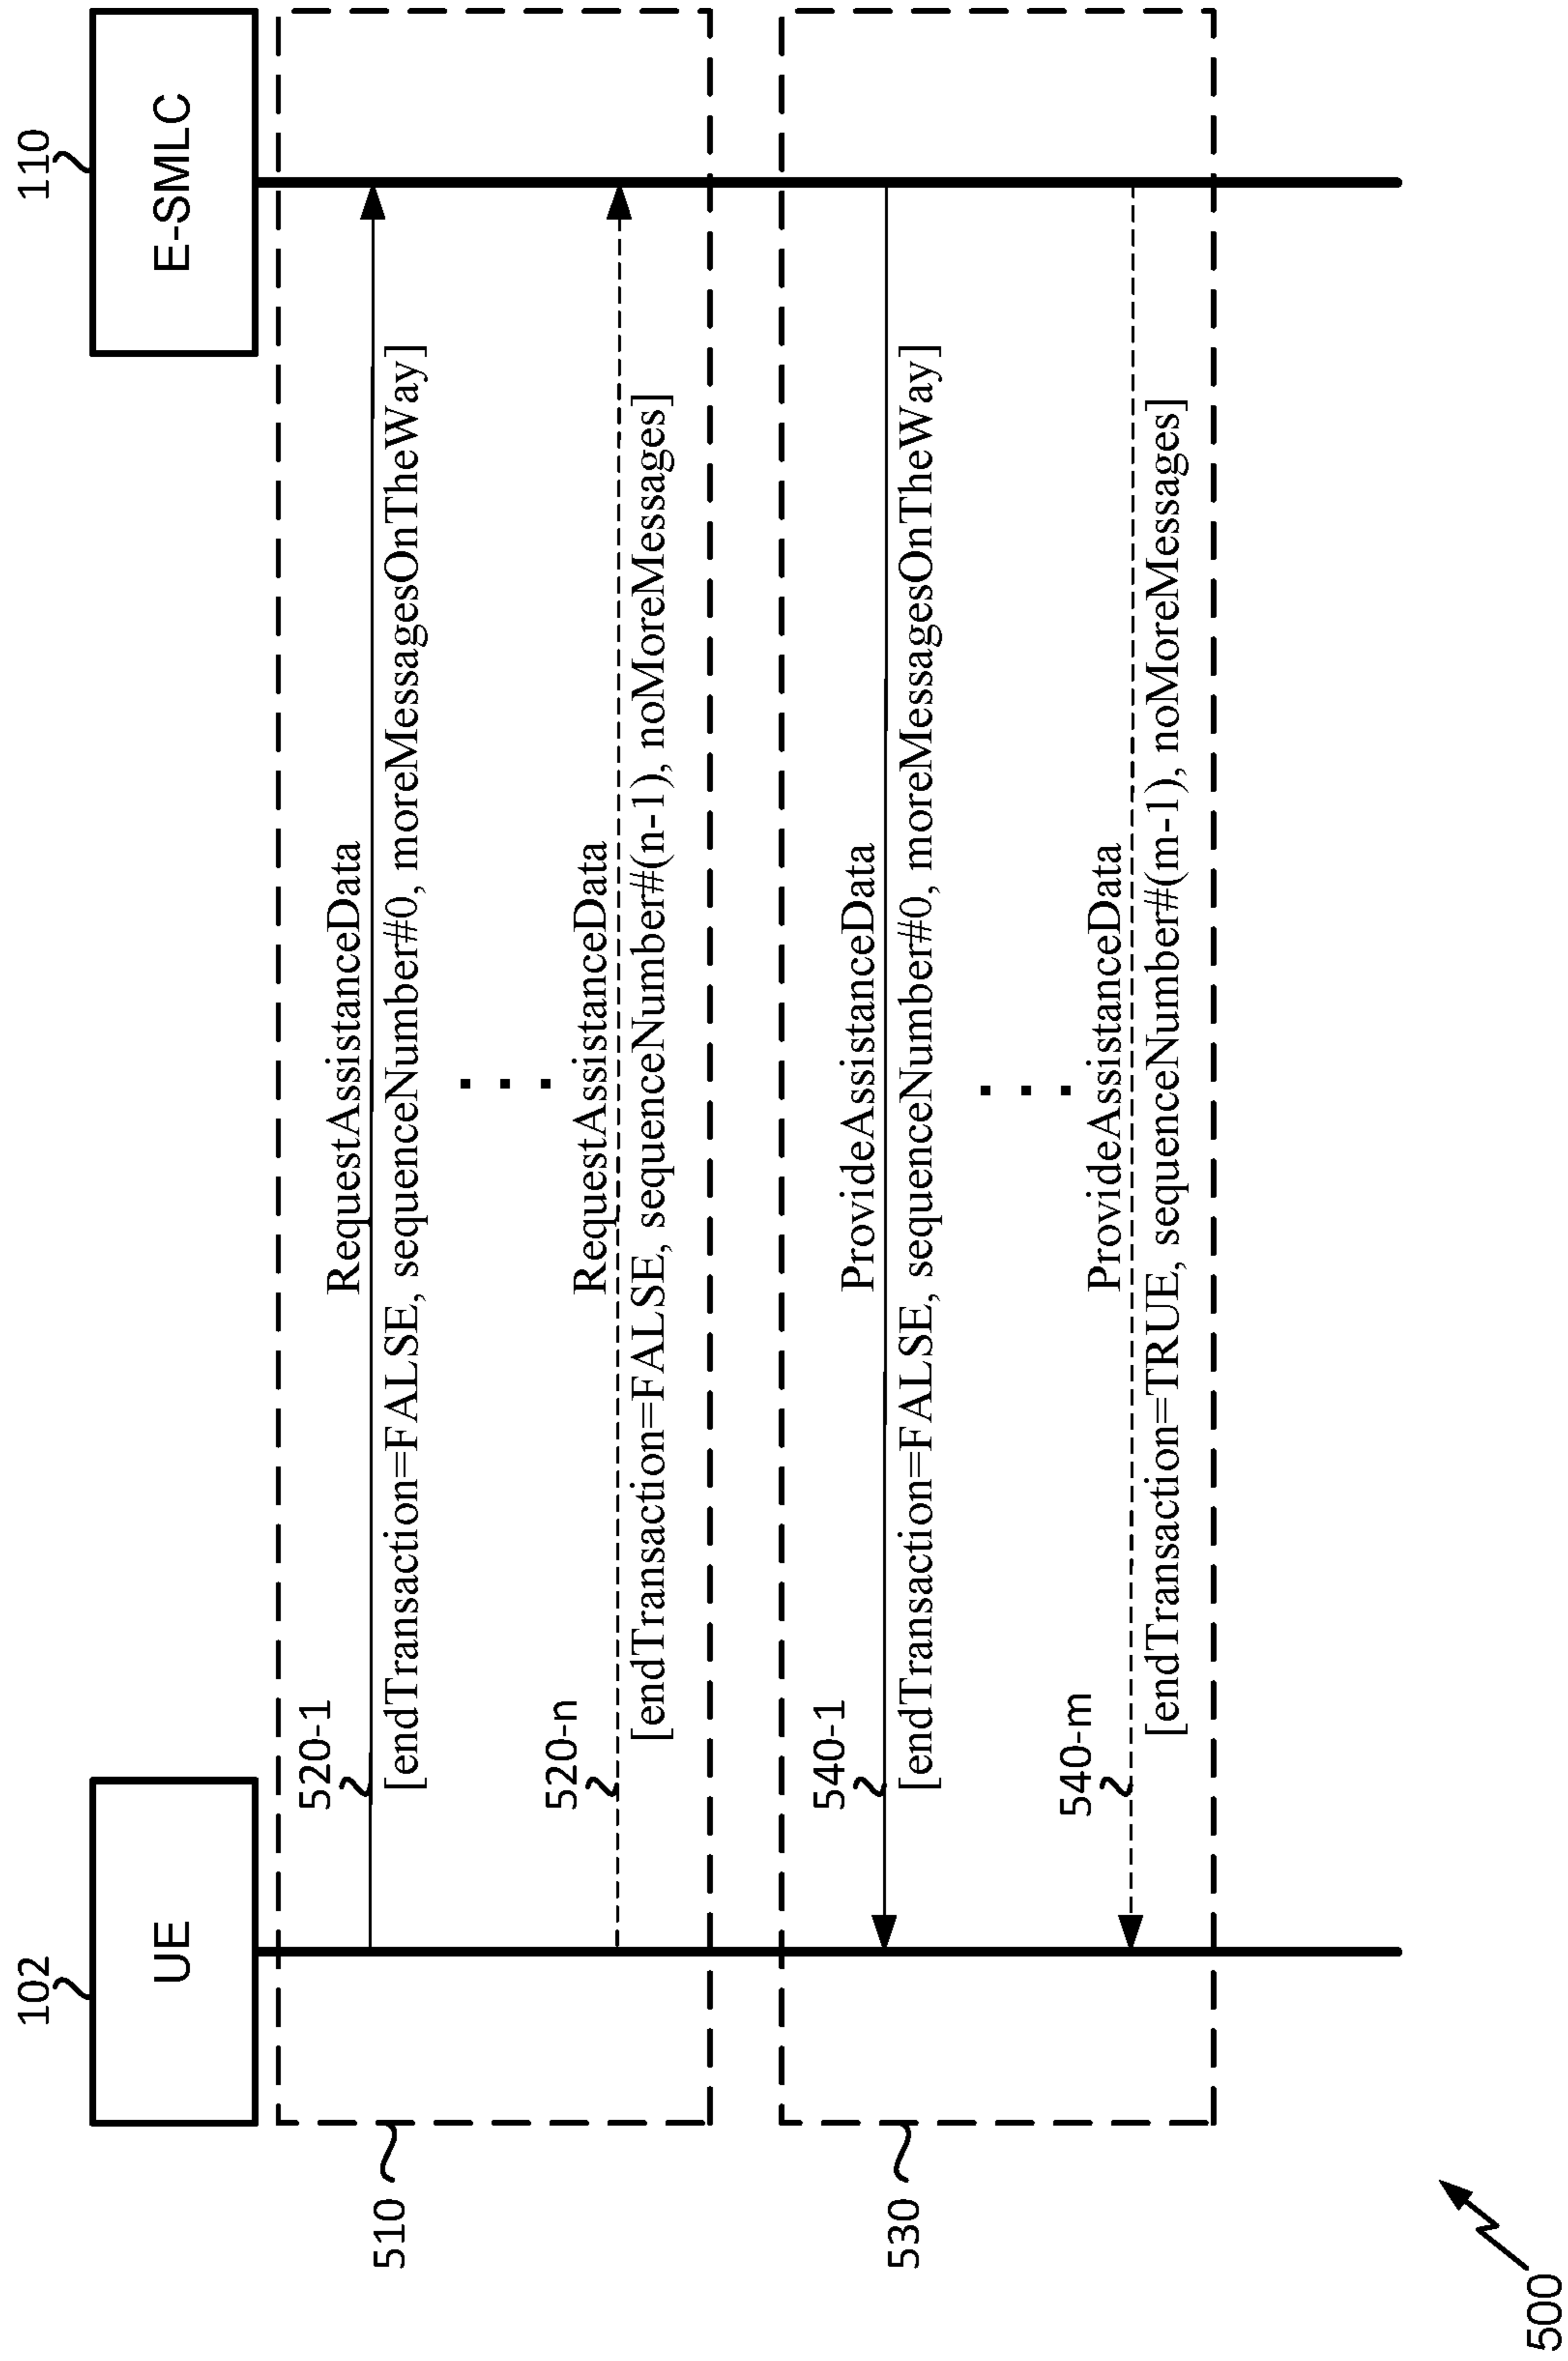 102
110
UE
E-SMLC
510
520-1
RequestAssistanceData
[endTransaction=FALSE, sequenceNumber#0, moreMessagesOnTheWay]
520-n
RequestAssistanceData
[endTransaction=FALSE, sequenceNumber#(n-1), noMoreMessages]
530
540-1
ProvideAssistanceData
[endTransaction=FALSE, sequenceNumber#0, moreMessagesOnTheWay]
540-m
ProvideAssistanceData
[endTransaction=TRUE, sequenceNumber#(m-1), noMoreMessages]
500